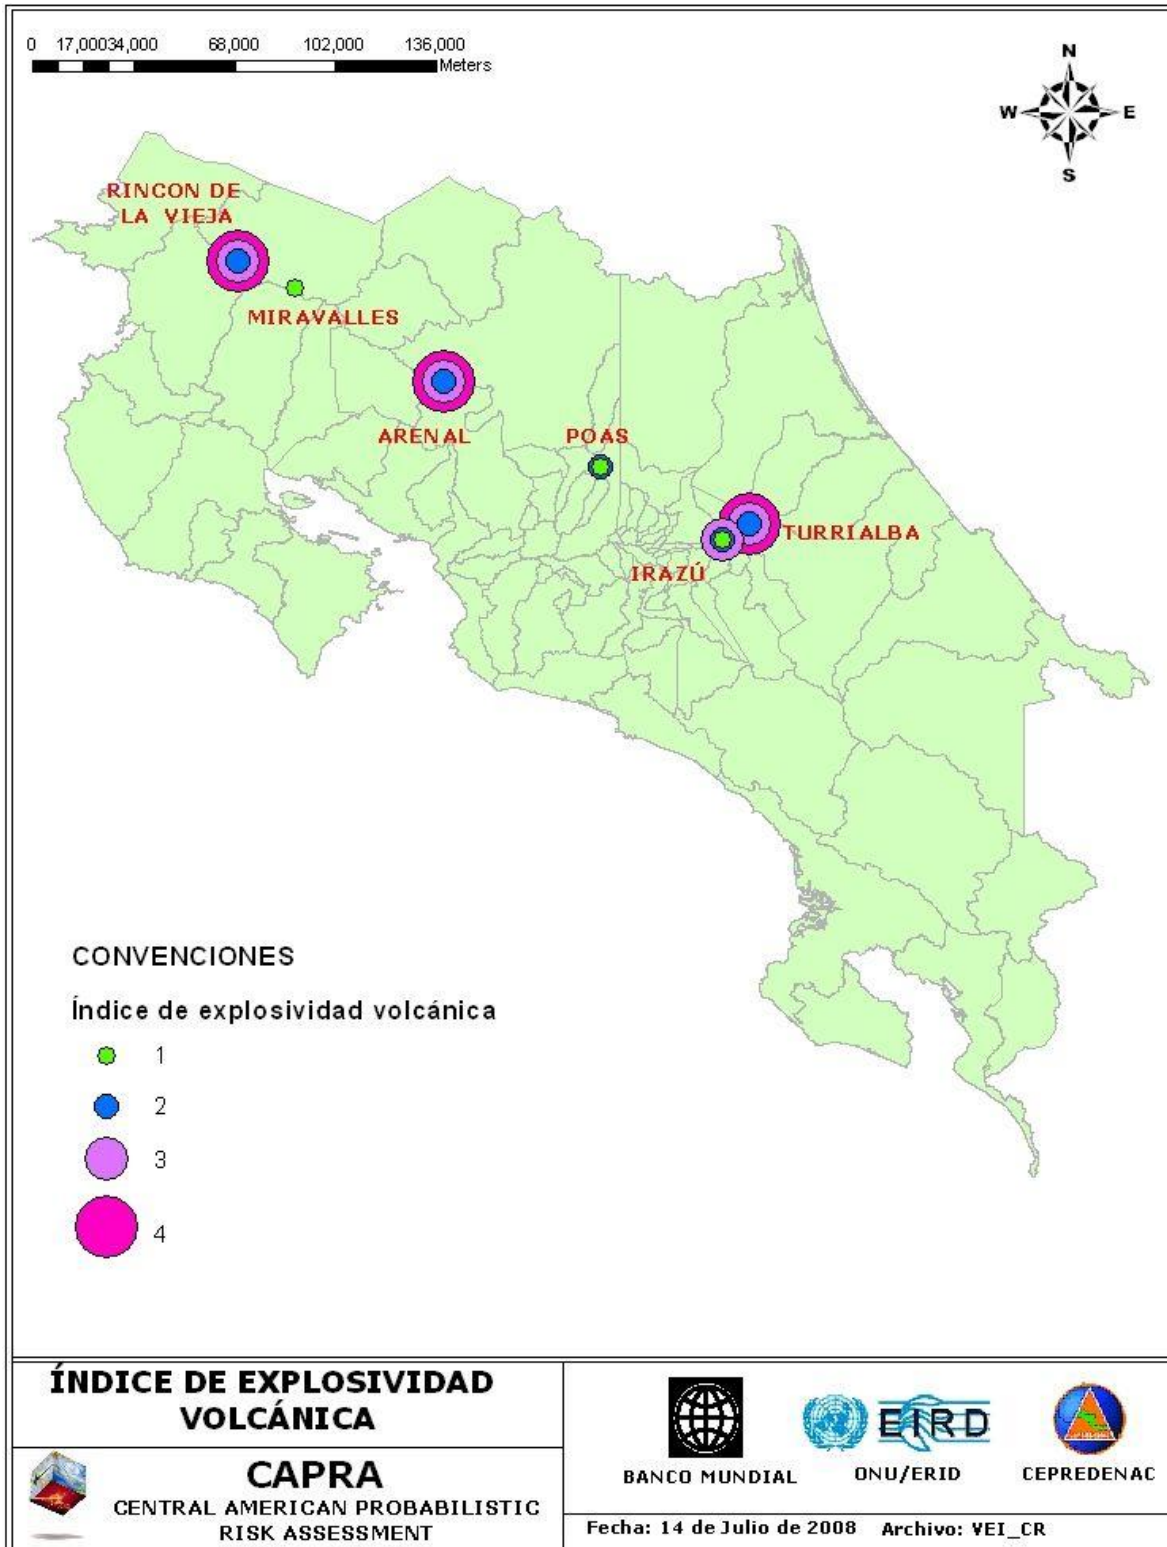 0 17,00034,000 68,000 102,000 136,000
Meters
N
W E
S
RINCON DE
LA VIEJA
MIRAVALLES
ARENAL
POAS
TURRIALBA
IRAZÚ
CONVENCIONES
Índice de explosividad volcánica
1
2
3
4
ÍNDICE DE EXPLOSIVIDAD
VOLCÁNICA
CAPRA
CENTRAL AMERICAN PROBABILISTIC
RISK ASSESSMENT
EIRD
BANCO MUNDIAL
ONU/ERID
CEPREDENAC
Fecha: 14 de Julio de 2008 Archivo: VEI_CR